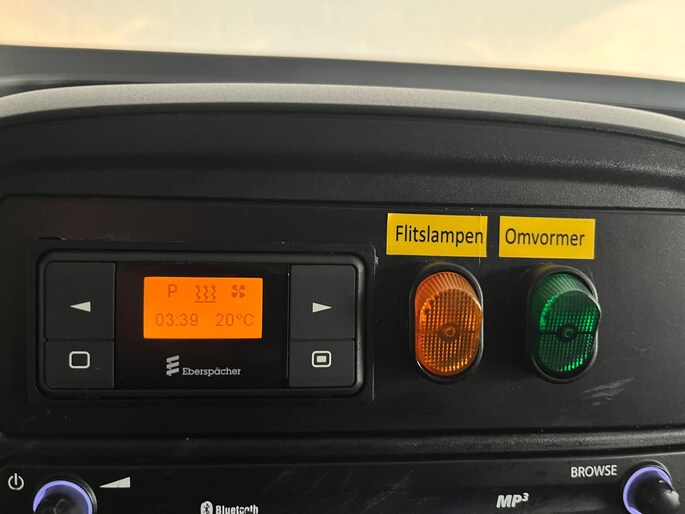 Flitslampen
Omvormer
P
03:39 20°C
Eberspächer
BROWSE
Bluetooth
MP3